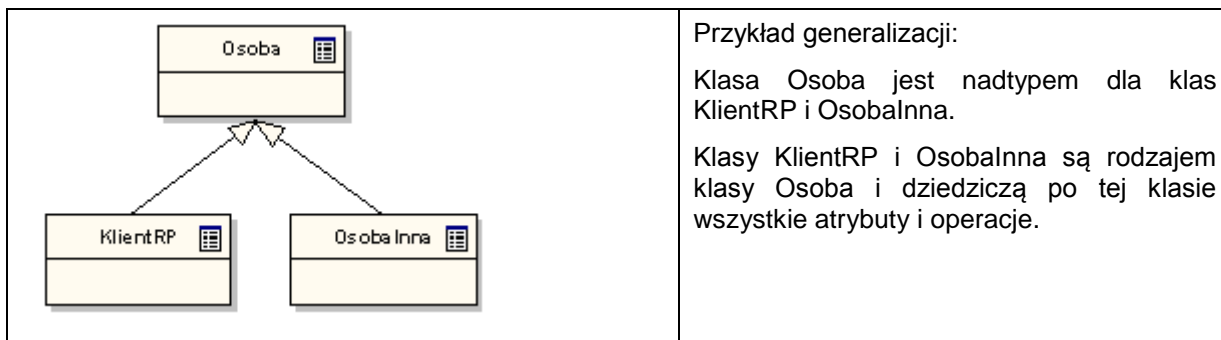 Osoba
KlientRP
OsobaInna
Przykład generalizacji:
Klasa Osoba jest nadtypem dla klas
KlientRP i OsobaInna.
Klasy KlientRP i OsobaInna są rodzajem
klasy Osoba i dziedziczą po tej klasie
wszystkie atrybuty i operacje.